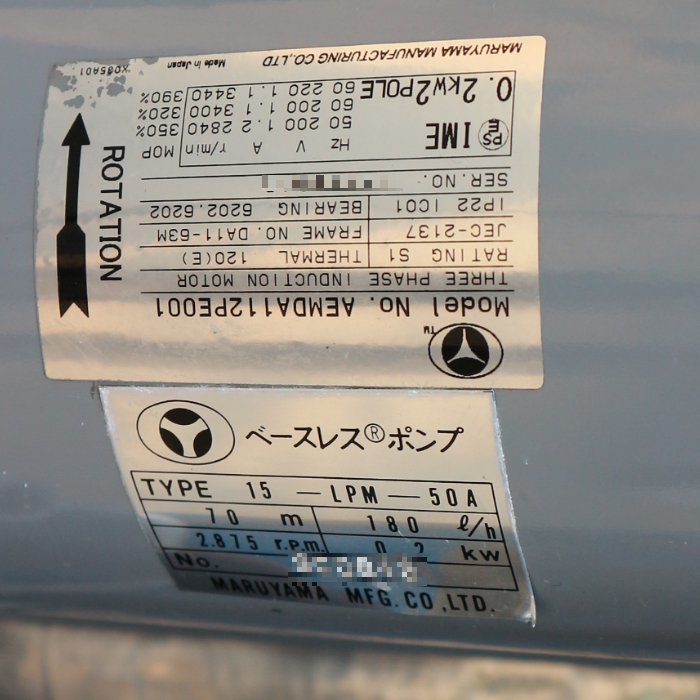 Model No. AEMDA112PE001
THREE PHASE INDUCTION MOTOR
RATING S1 THERMAL 120(E)
JEC-2137 FRAME NO. DA11-63M
IP22 IC01 BEARING 6202.6202
SER.NO.
PS E IME Hz V A r/min MOP
50 200 1.2 2840 350%
60 200 1.1 3400 320%
0.2kW2POLE 60 220 1.1 3440 390%
MARUYAMA MANUFACTURING CO.,LTD Made in Japan X085A01
ROTATION
TM
ベースレス®ポンプ
TYPE 15-LPM-50A
70 m 180 ℓ/h
2.875 r.p.m. 0.2 kw
No.
MARUYAMA MFG.CO.,LTD.